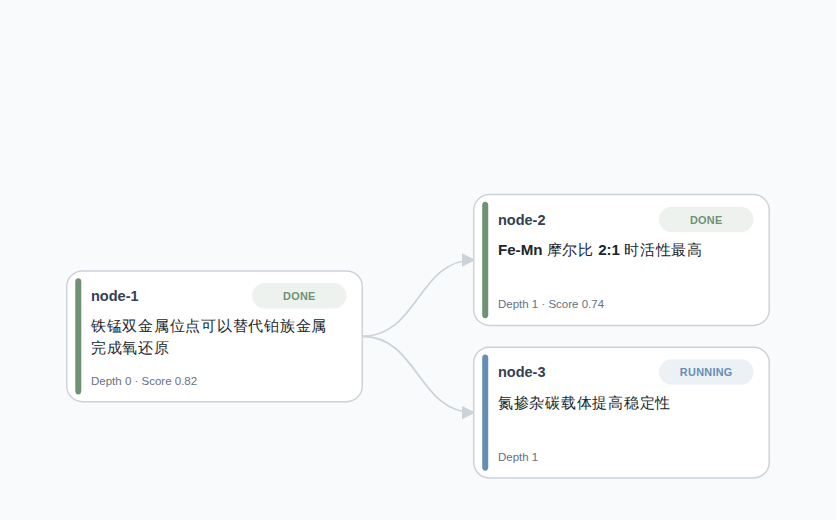 node-1
DONE
铁锰双金属位点可以替代铂族金属
完成氧还原
Depth 0 · Score 0.82
node-2
DONE
Fe-Mn 摩尔比 2:1 时活性最高
Depth 1 · Score 0.74
node-3
RUNNING
氮掺杂碳载体提高稳定性
Depth 1